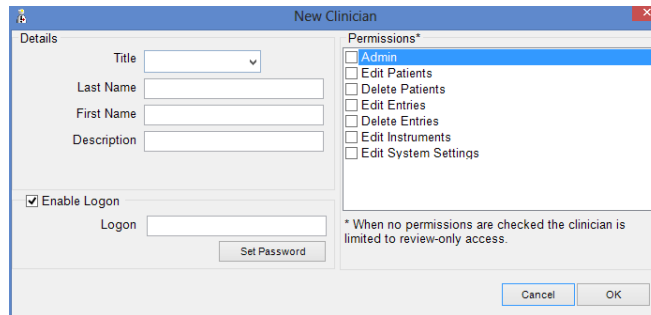 New Clinician
Details
Title
Last Name
First Name
Description
Enable Logon
Logon
Set Password
Permissions*
Admin
Edit Patients
Delete Patients
Edit Entries
Delete Entries
Edit Instruments
Edit System Settings
* When no permissions are checked the clinician is
limited to review-only access.
Cancel
OK